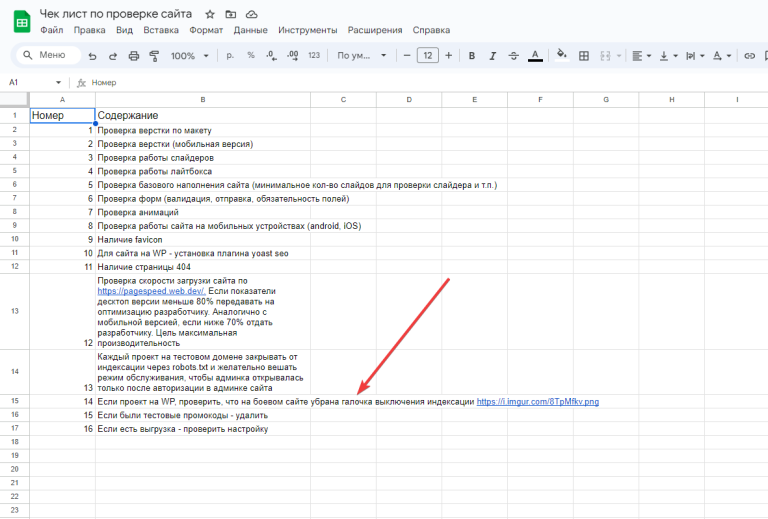 Чек лист по проверке сайта
Файл Правка Вид Вставка Формат Данные Инструменты Расширения Справка
Меню 100% р. % .0 .00 123 По ум... 12 B I A
A1 fx Номер
A B C D E F G H I
1 Номер Содержание
2 1 Проверка верстки по макету
3 2 Проверка верстки (мобильная версия)
4 3 Проверка работы слайдеров
5 4 Проверка работы лайтбокса
6 5 Проверка базового наполнения сайта (минимальное кол-во слайдов для проверки слайдера и т.п.)
7 6 Проверка форм (валидация, отправка, обязательность полей)
8 7 Проверка анимаций
9 8 Проверка работы сайта на мобильных устройствах (android, iOS)
10 9 Наличие favicon
11 10 Для сайта на WP - установка плагина yoast seo
12 11 Наличие страницы 404
Проверка скорости загрузки сайта по
https://pagespeed.web.dev/. Если показатели
десктоп версии меньше 80% передавать на
13 оптимизацию разработчику. Аналогично с
мобильной версией, если ниже 70% отдать
разработчику. Цель максимальная
12 производительность
Каждый проект на тестовом домене закрывать от
14 индексации через robots.txt и желательно вешать
режим обслуживания, чтобы админка открывалась
13 только после авторизации в админке сайта
15 14 Если проект на WP, проверить, что на боевом сайте убрана галочка выключения индексации https://i.imgur.com/8TpMfkv.png
16 15 Если были тестовые промокоды - удалить
17 16 Если есть выгрузка - проверить настройку
18
19
20
21
22
23